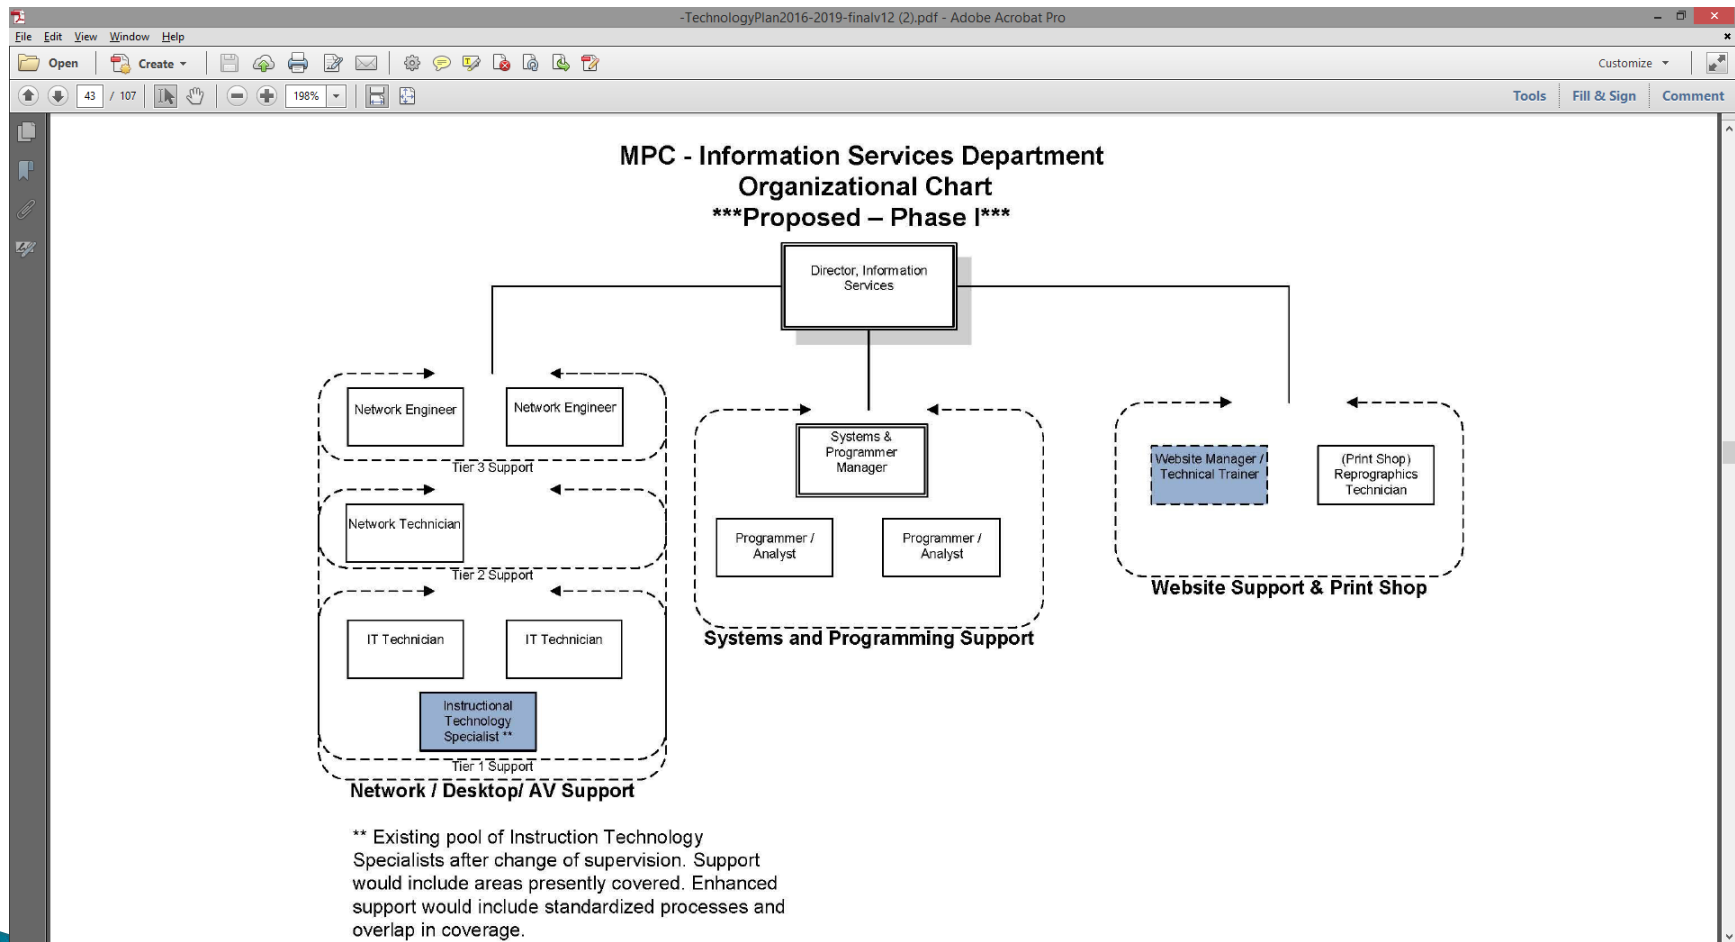 -TechnologyPlan2016-2019-finalv12 (2).pdf - Adobe Acrobat Pro
File Edit View Window Help
Open Create Customize
43 / 107 198% Tools Fill & Sign Comment
MPC - Information Services Department
Organizational Chart
***Proposed – Phase I***
Director, Information
Services
Network Engineer
Network Engineer
Tier 3 Support
Network Technician
Tier 2 Support
IT Technician
IT Technician
Instructional
Technology
Specialist **
Tier 1 Support
Network / Desktop/ AV Support
Systems &
Programmer
Manager
Programmer /
Analyst
Programmer /
Analyst
Systems and Programming Support
Website Manager /
Technical Trainer
(Print Shop)
Reprographics
Technician
Website Support & Print Shop
** Existing pool of Instruction Technology
Specialists after change of supervision. Support
would include areas presently covered. Enhanced
support would include standardized processes and
overlap in coverage.